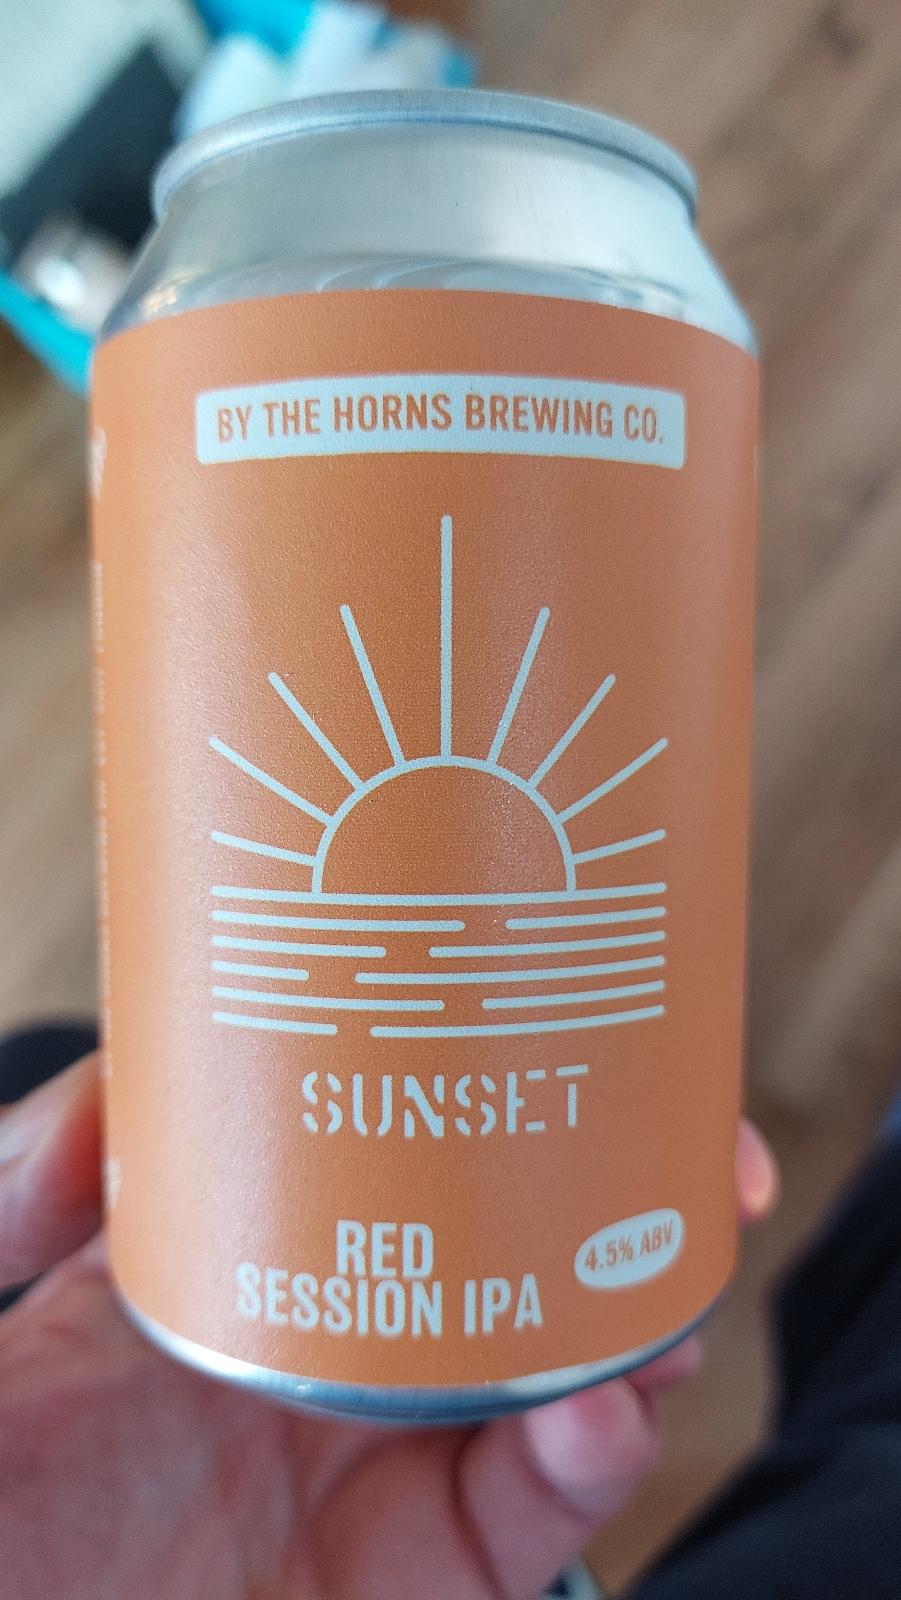 BY THE HORNS BREWING CO.
SUNSET
RED
SESSION IPA
4.5% ABV